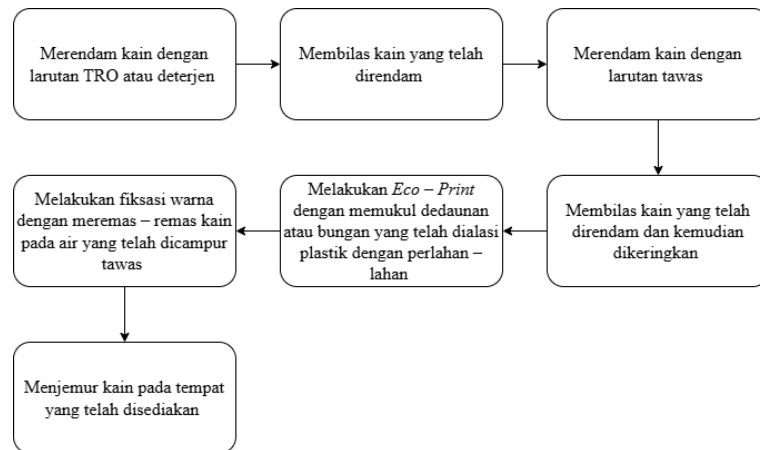 Merendam kain dengan
larutan TRO atau deterjen
Membilas kain yang telah
direndam
Merendam kain dengan
larutan tawas
Membilas kain yang telah
direndam dan kemudian
dikeringkan
Melakukan Eco – Print
dengan memukul dedaunan
atau bungan yang telah dialasi
plastik dengan perlahan –
lahan
Melakukan fiksasi warna
dengan meremas – remas kain
pada air yang telah dicampur
tawas
Menjemur kain pada tempat
yang telah disediakan